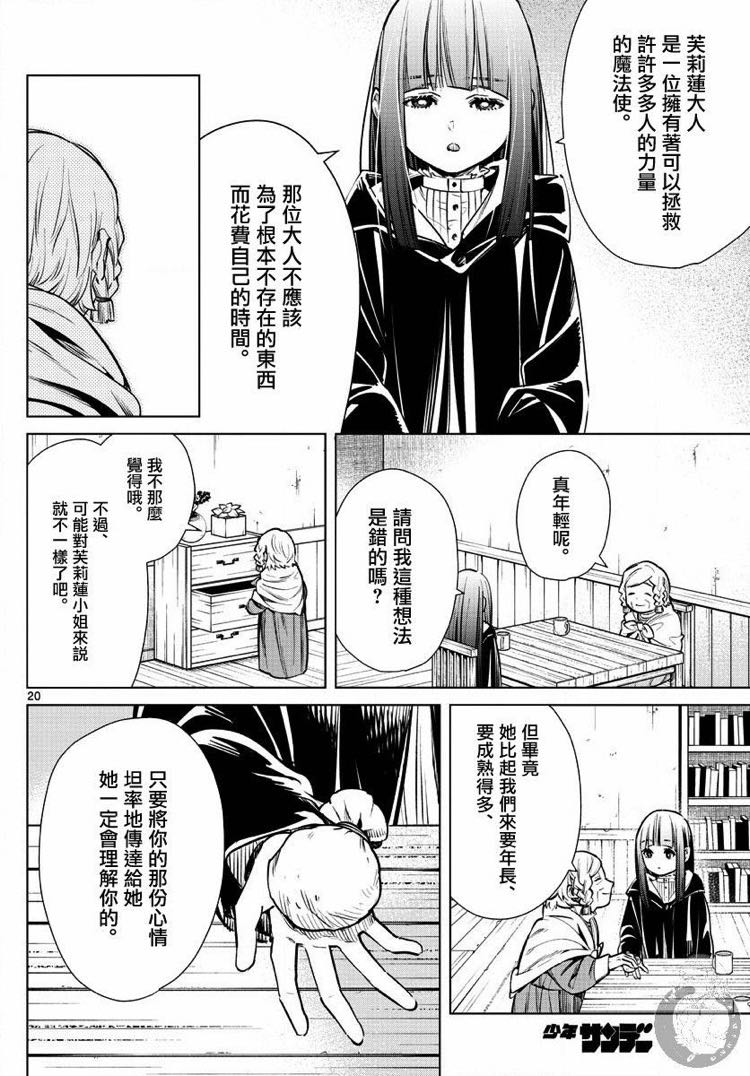 芙莉蓮大人
是一位擁有著可以拯救
許許多多人的力量
的魔法使。
那位大人不應該
為了根本不存在的東西
而花費自己的時間。
真年輕呢。
請問我這種想法
是錯的嗎？
我不那麼
覺得哦。
不過、
可能對芙莉蓮小姐來說
就不一樣了吧。
20
但畢竟
她比起我們來要年長、
要成熟得多、
只要將你的那份心情
坦率地傳達給她
她一定會理解你的。
少年サンデー